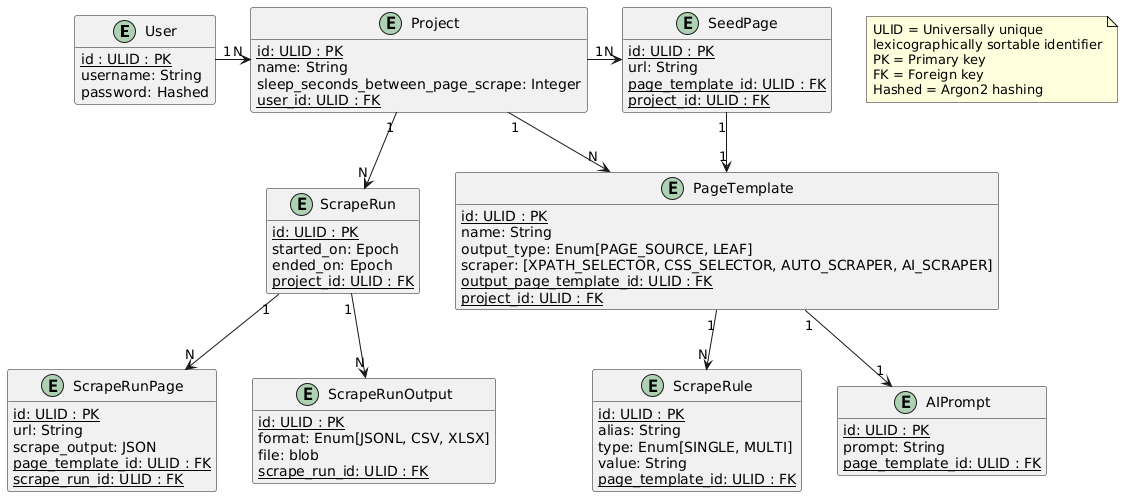 E User
id : ULID : PK
username: String
password: Hashed
1 N
E Project
id: ULID : PK
name: String
sleep_seconds_between_page_scrape: Integer
user_id: ULID : FK
1 N
E SeedPage
id: ULID : PK
url: String
page_template_id: ULID : FK
project_id: ULID : FK
ULID = Universally unique
lexicographically sortable identifier
PK = Primary key
FK = Foreign key
Hashed = Argon2 hashing
1
N
1
N
1
1
E ScrapeRun
id: ULID : PK
started_on: Epoch
ended_on: Epoch
project_id: ULID : FK
E PageTemplate
id: ULID : PK
name: String
output_type: Enum[PAGE_SOURCE, LEAF]
scraper: [XPATH_SELECTOR, CSS_SELECTOR, AUTO_SCRAPER, AI_SCRAPER]
output_page_template_id: ULID : FK
project_id: ULID : FK
1
N
1
N
1
N
1
1
E ScrapeRunPage
id: ULID : PK
url: String
scrape_output: JSON
page_template_id: ULID : FK
scrape_run_id: ULID : FK
E ScrapeRunOutput
id: ULID : PK
format: Enum[JSONL, CSV, XLSX]
file: blob
scrape_run_id: ULID : FK
E ScrapeRule
id: ULID : PK
alias: String
type: Enum[SINGLE, MULTI]
value: String
page_template_id: ULID : FK
E AIPrompt
id: ULID : PK
prompt: String
page_template_id: ULID : FK